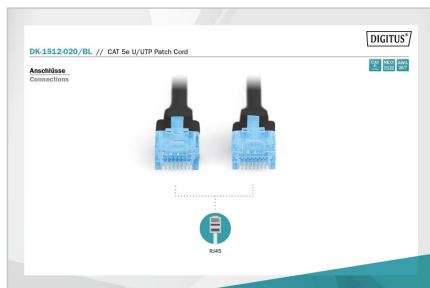 DIGITUS®
DK-1512-020/BL // CAT 5e U/UTP Patch Cord
Anschlüsse
Connections
RJ45